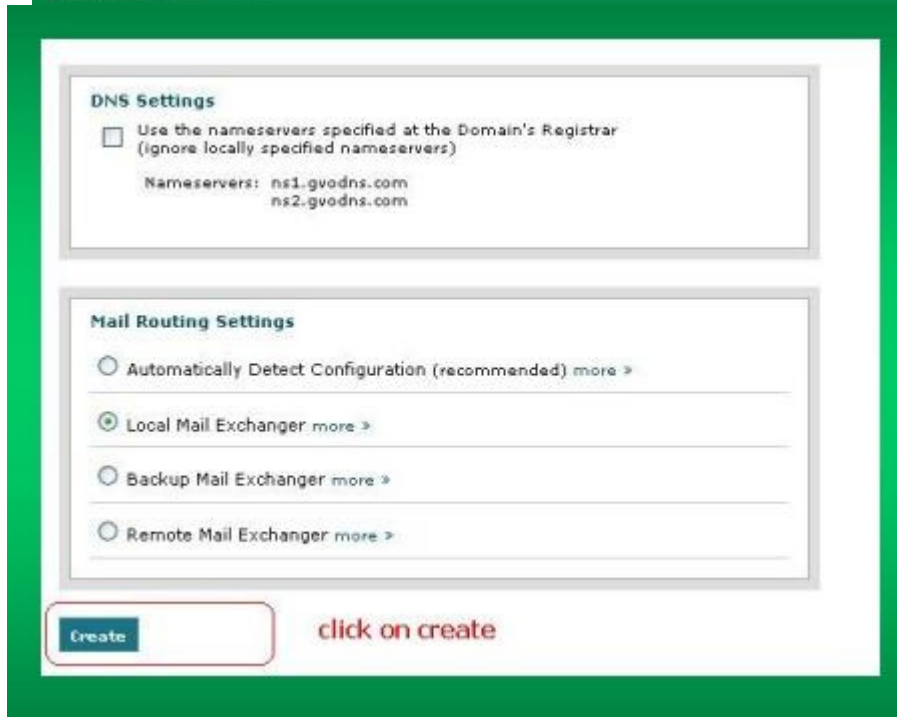 DNS Settings
Use the nameservers specified at the Domain's Registrar
(ignore locally specified nameservers)
Nameservers: ns1.gvodns.com
ns2.gvodns.com
Mail Routing Settings
Automatically Detect Configuration (recommended) more »
Local Mail Exchanger more »
Backup Mail Exchanger more »
Remote Mail Exchanger more »
Create
click on create